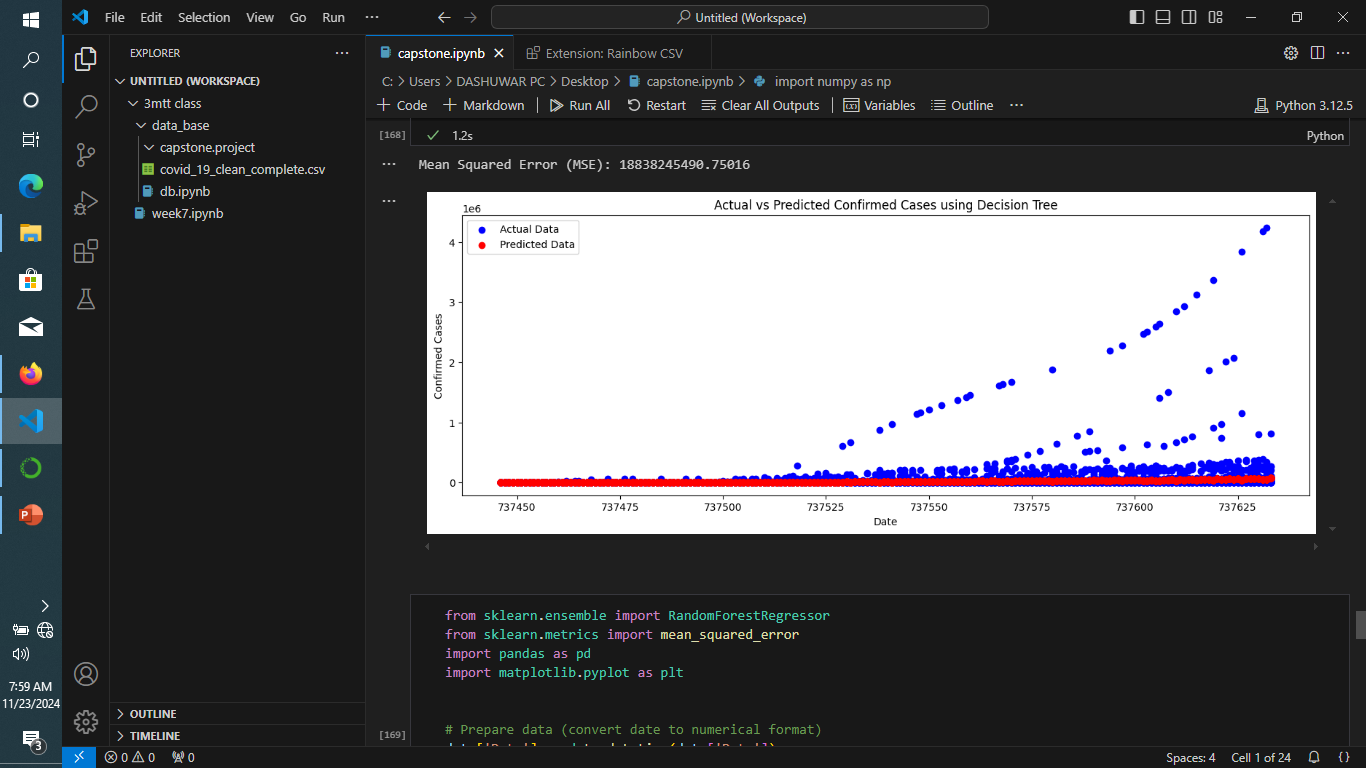 File Edit Selection View Go Run ···
Untitled (Workspace)
EXPLORER
UNTITLED (WORKSPACE)
3mtt class
data_base
capstone.project
covid_19_clean_complete.csv
db.ipynb
week7.ipynb
OUTLINE
TIMELINE
capstone.ipynb
Extension: Rainbow CSV
C: > Users > DASHUWAR PC > Desktop > capstone.ipynb > import numpy as np
Code Markdown Run All Restart Clear All Outputs Variables Outline ···
Python 3.12.5
[168] 1.2s Python
Mean Squared Error (MSE): 18838245490.75016
Actual vs Predicted Confirmed Cases using Decision Tree
1e6
Actual Data
Predicted Data
4
3
2
1
0
Confirmed Cases
737450 737475 737500 737525 737550 737575 737600 737625
Date
from sklearn.ensemble import RandomForestRegressor
from sklearn.metrics import mean_squared_error
import pandas as pd
import matplotlib.pyplot as plt
# Prepare data (convert date to numerical format)
[169]
7:59 AM
11/23/2024
3
0 0 0
Spaces: 4 Cell 1 of 24